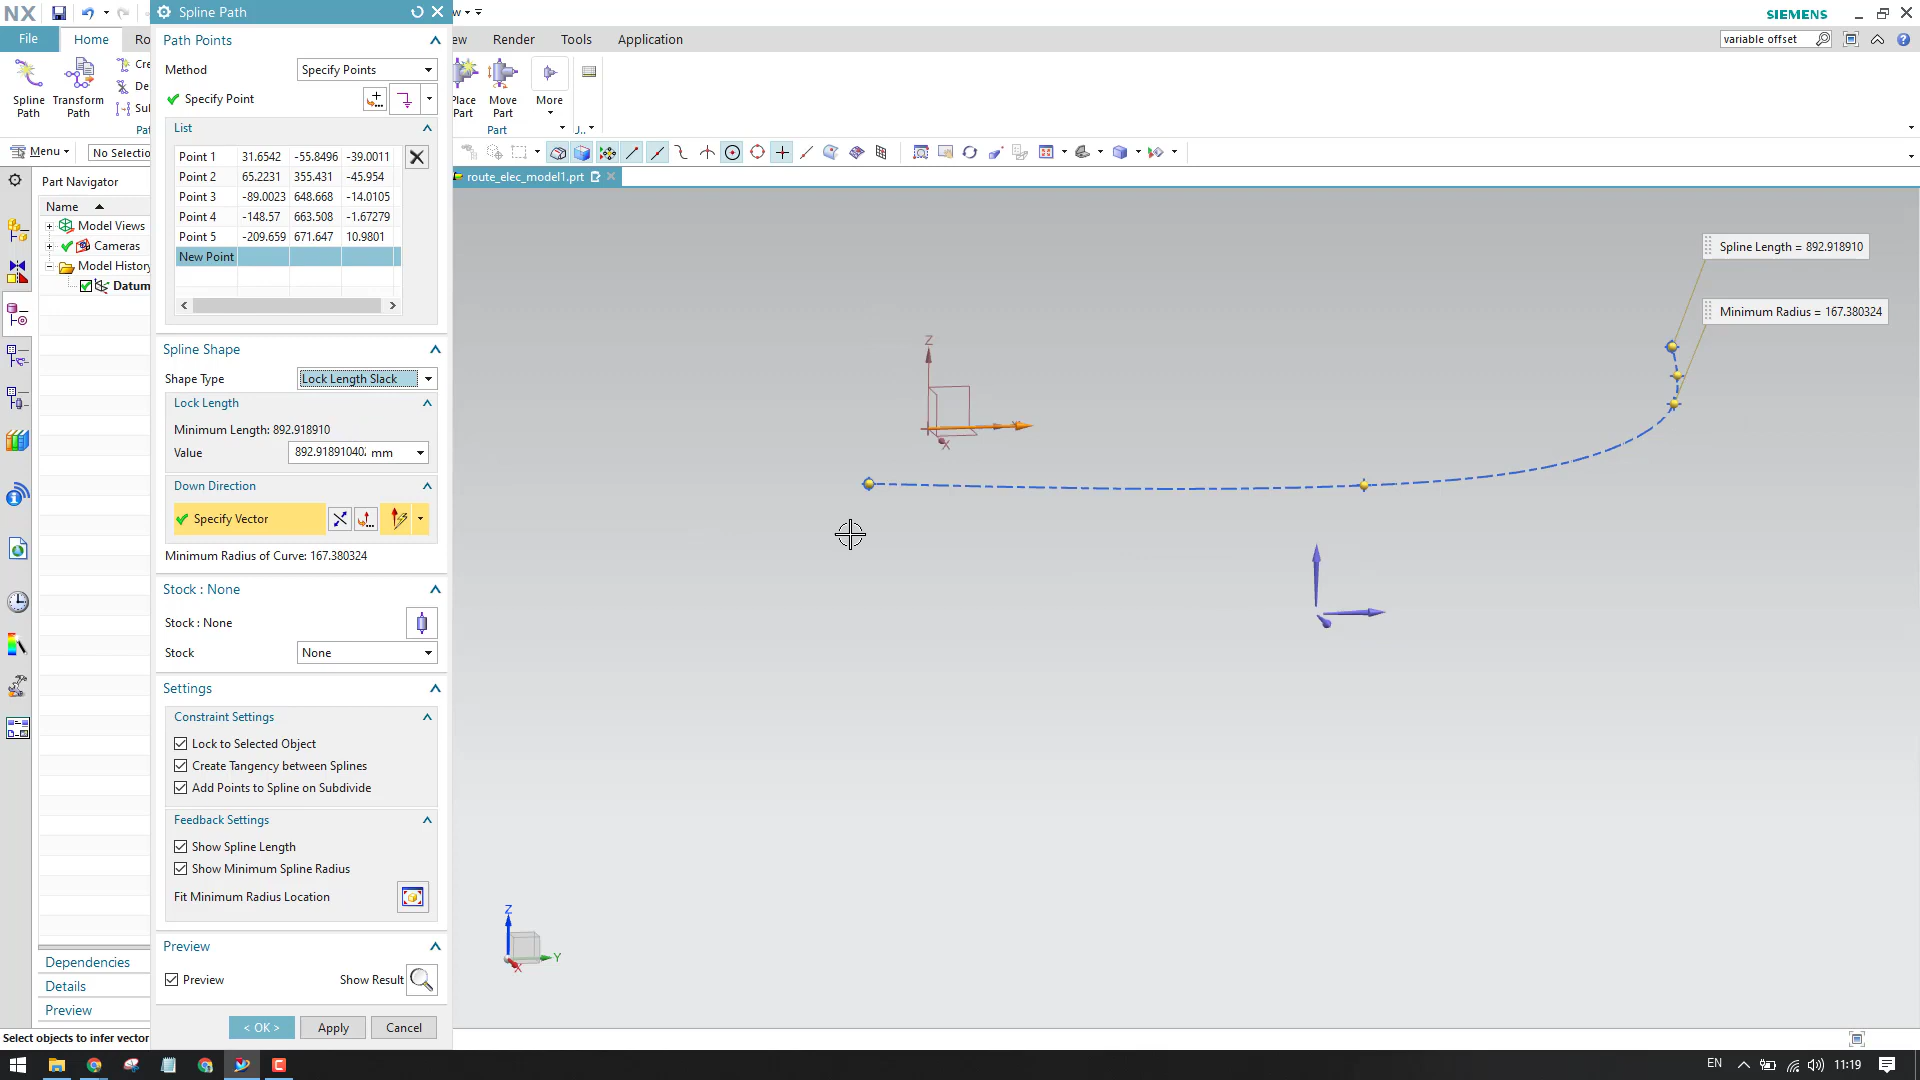 NX
Spline Path
SIEMENS
File
Home
Render
Tools
Application
variable offset
Spline Path
Transform Path
Place Part
Move Part
More
Part
Menu
No Selectio
Part Navigator
route_elec_model1.prt
Name
Model Views
Cameras
Model History
Datum
Path Points
Method
Specify Points
Specify Point
List
Point 1 31.6542 -55.8496 -39.0011
Point 2 65.2231 355.431 -45.954
Point 3 -89.0023 648.668 -14.0105
Point 4 -148.57 663.508 -1.67279
Point 5 -209.659 671.647 10.9801
New Point
Spline Shape
Shape Type
Lock Length Slack
Lock Length
Minimum Length: 892.918910
Value
892.91891040 mm
Down Direction
Specify Vector
Minimum Radius of Curve: 167.380324
Stock : None
Stock : None
Stock
None
Settings
Constraint Settings
Lock to Selected Object
Create Tangency between Splines
Add Points to Spline on Subdivide
Feedback Settings
Show Spline Length
Show Minimum Spline Radius
Fit Minimum Radius Location
Preview
Preview
Show Result
< OK >
Apply
Cancel
Dependencies
Details
Preview
Select objects to infer vector
Spline Length = 892.918910
Minimum Radius = 167.380324
Z
X
Z
Y
X
EN
11:19